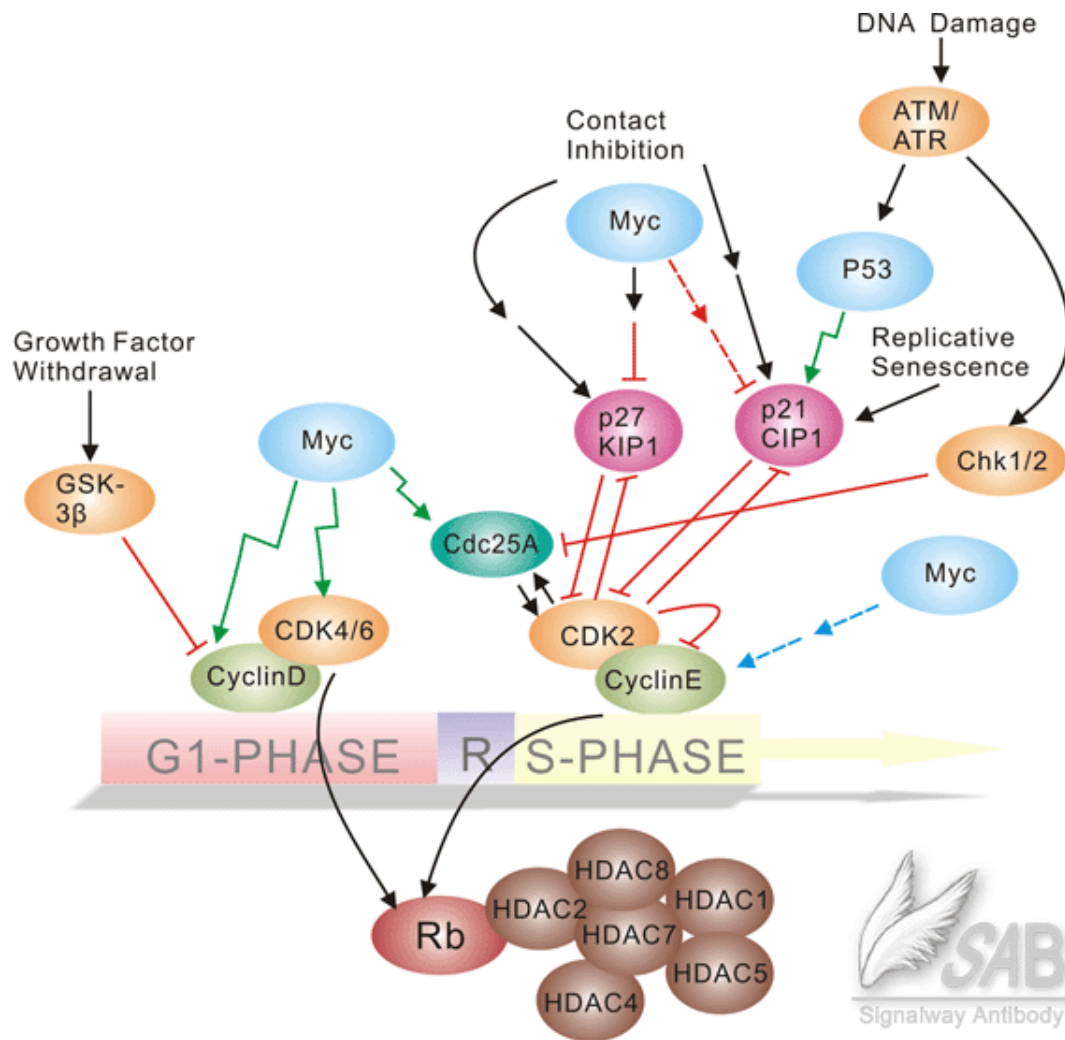 DNA Damage
ATM/
ATR
Contact
Inhibition
Myc
P53
Growth Factor
Withdrawal
Replicative
Senescence
Myc
p27
KIP1
p21
CIP1
Chk1/2
GSK-
3β
Cdc25A
Myc
CDK4/6
CDK2
CyclinD
CyclinE
G1-PHASE
R
S-PHASE
HDAC8
HDAC2
HDAC1
Rb
HDAC7
HDAC5
HDAC4
SAB
Signalway Antibody